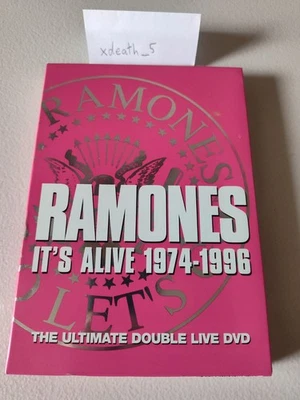 xdeath_5
RAMONES
RAMONES
IT'S ALIVE 1974-1996
LET'S
THE ULTIMATE DOUBLE LIVE DVD